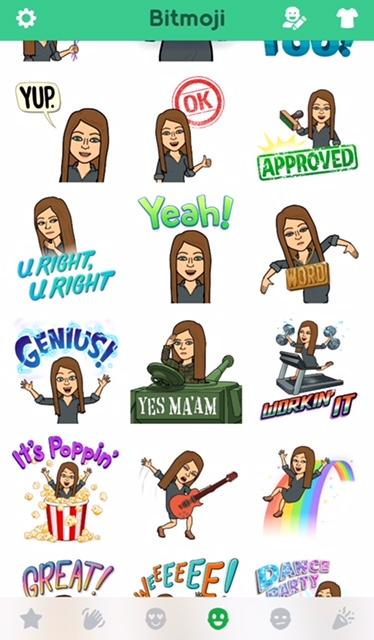 Bitmoji
TOO!
YUP.
OK
APPROVED
U RIGHT,
U RIGHT
Yeah!
WORD
GENIUS!
YES MA'AM
WORKIN' IT
It's Poppin'
GREAT!
WEEEEEE!
DANCE
PARTY